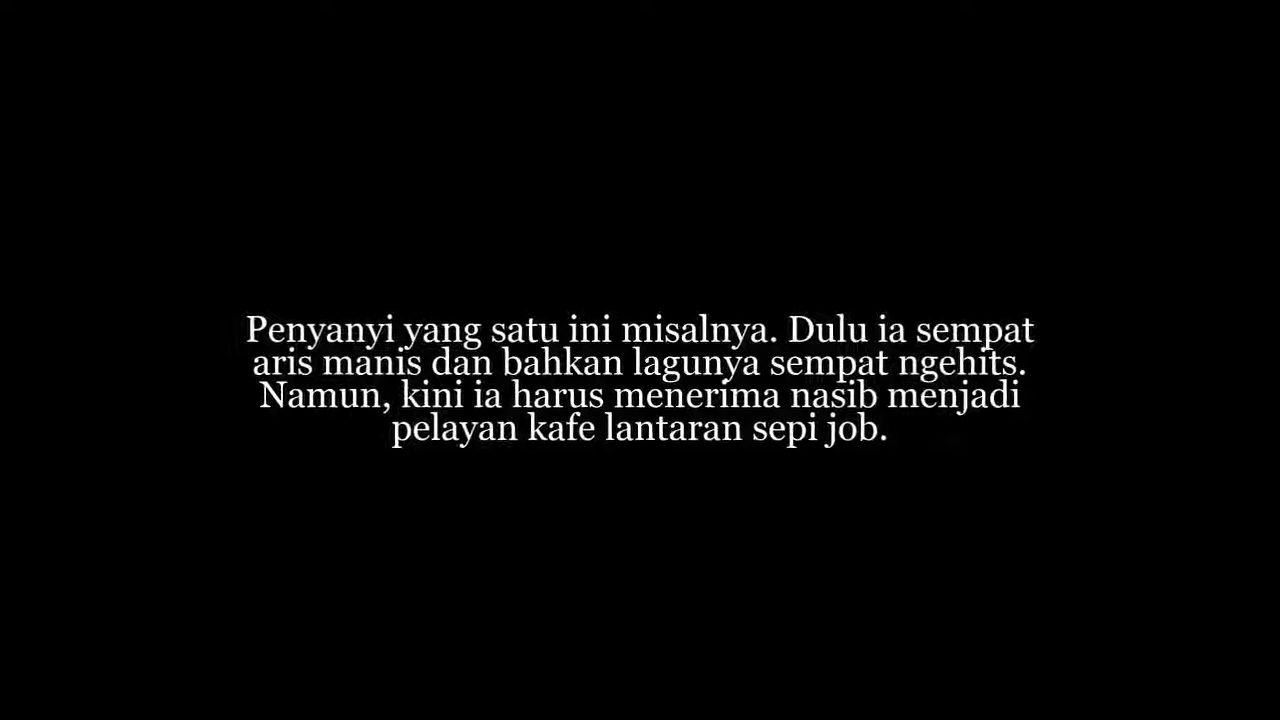 Penyanyi yang satu ini misalnya. Dulu ia sempat
aris manis dan bahkan lagunya sempat ngehits.
Namun, kini ia harus menerima nasib menjadi
pelayan kafe lantaran sepi job.